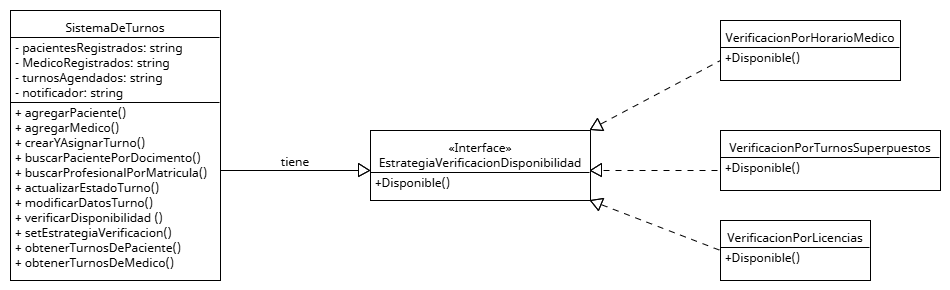 SistemaDeTurnos
- pacientesRegistrados: string
- MedicoRegistrados: string
- turnosAgendados: string
- notificador: string
+ agregarPaciente()
+ agregarMedico()
+ crearYAsignarTurno()
+ buscarPacientePorDocimento()
+ buscarProfesionalPorMatricula()
+ actualizarEstadoTurno()
+ modificarDatosTurno()
+ verificarDisponibilidad ()
+ setEstrategiaVerificacion()
+ obtenerTurnosDePaciente()
+ obtenerTurnosDeMedico()
tiene
«Interface»
EstrategiaVerificacionDisponibilidad
+Disponible()
VerificacionPorHorarioMedico
+Disponible()
VerificacionPorTurnosSuperpuestos
+Disponible()
VerificacionPorLicencias
+Disponible()